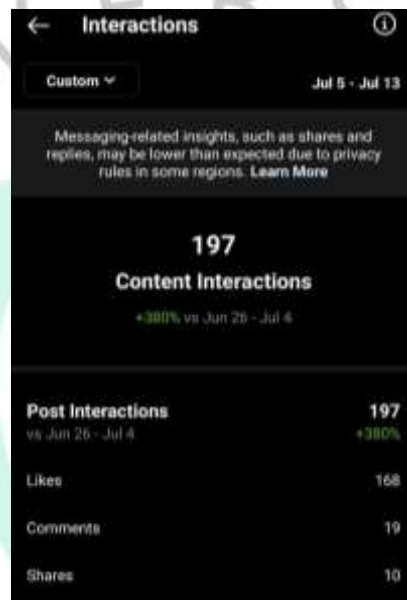 Interactions
Custom
Jul 5 - Jul 13
Messaging-related insights, such as shares and
replies, may be lower than expected due to privacy
rules in some regions. Learn More
197
Content Interactions
+380% vs Jun 26 - Jul 4
Post Interactions 197
vs Jun 26 - Jul 4 +380%
Likes 168
Comments 19
Shares 10